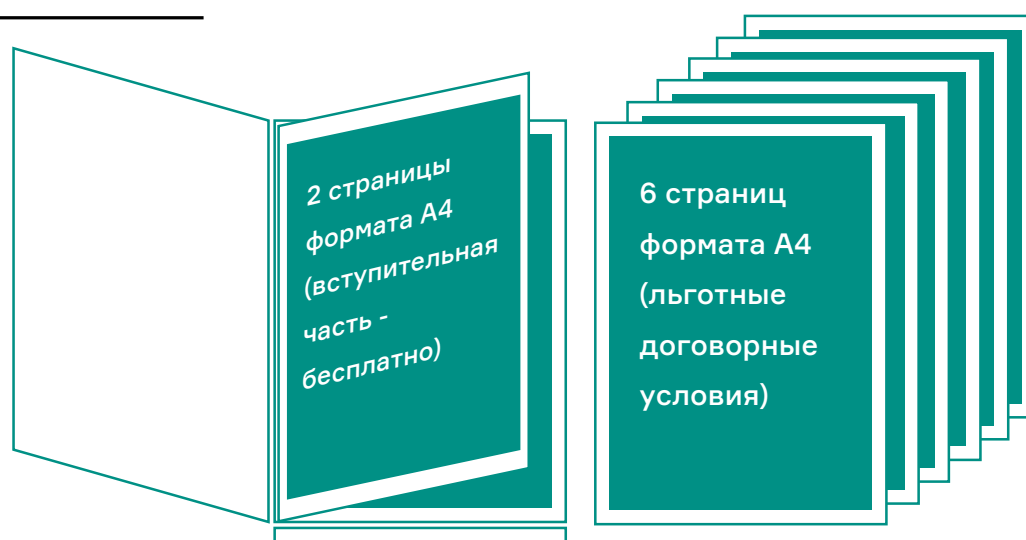 2 страницы
формата А4
(вступительная
часть -
бесплатно)
6 страниц
формата А4
(льготные
договорные
условия)